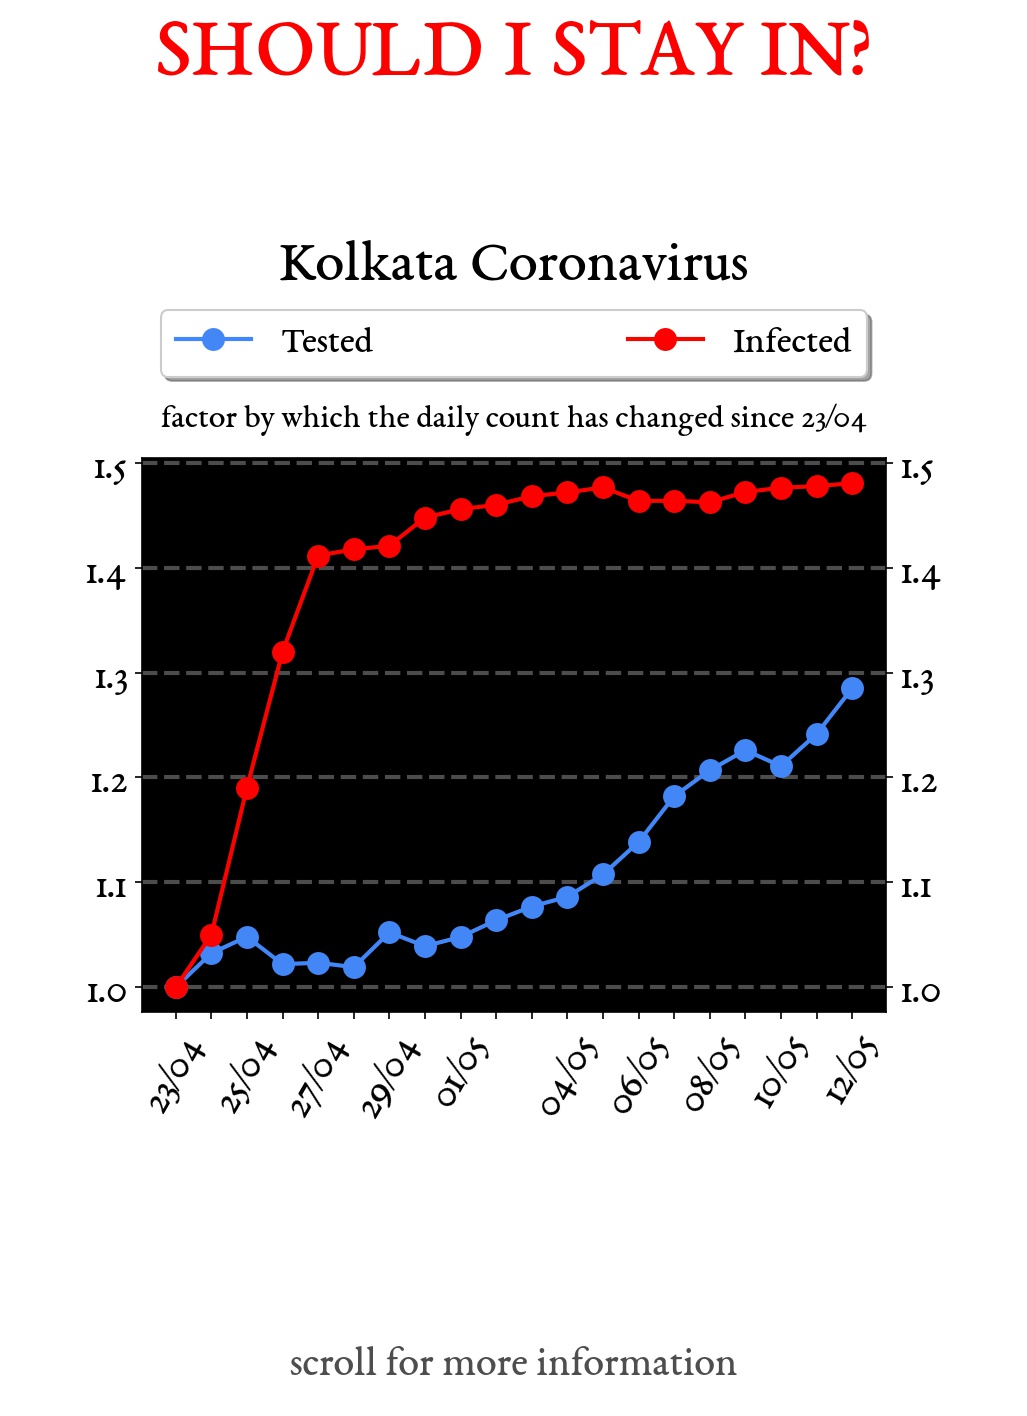 SHOULD I STAY IN?
Kolkata Coronavirus
Tested Infected
factor by which the daily count has changed since 23/04
1.5 1.5
1.4 1.4
1.3 1.3
1.2 1.2
1.1 1.1
1.0 1.0
23/04 25/04 27/04 29/04 01/05 04/05 06/05 08/05 10/05 12/05
scroll for more information